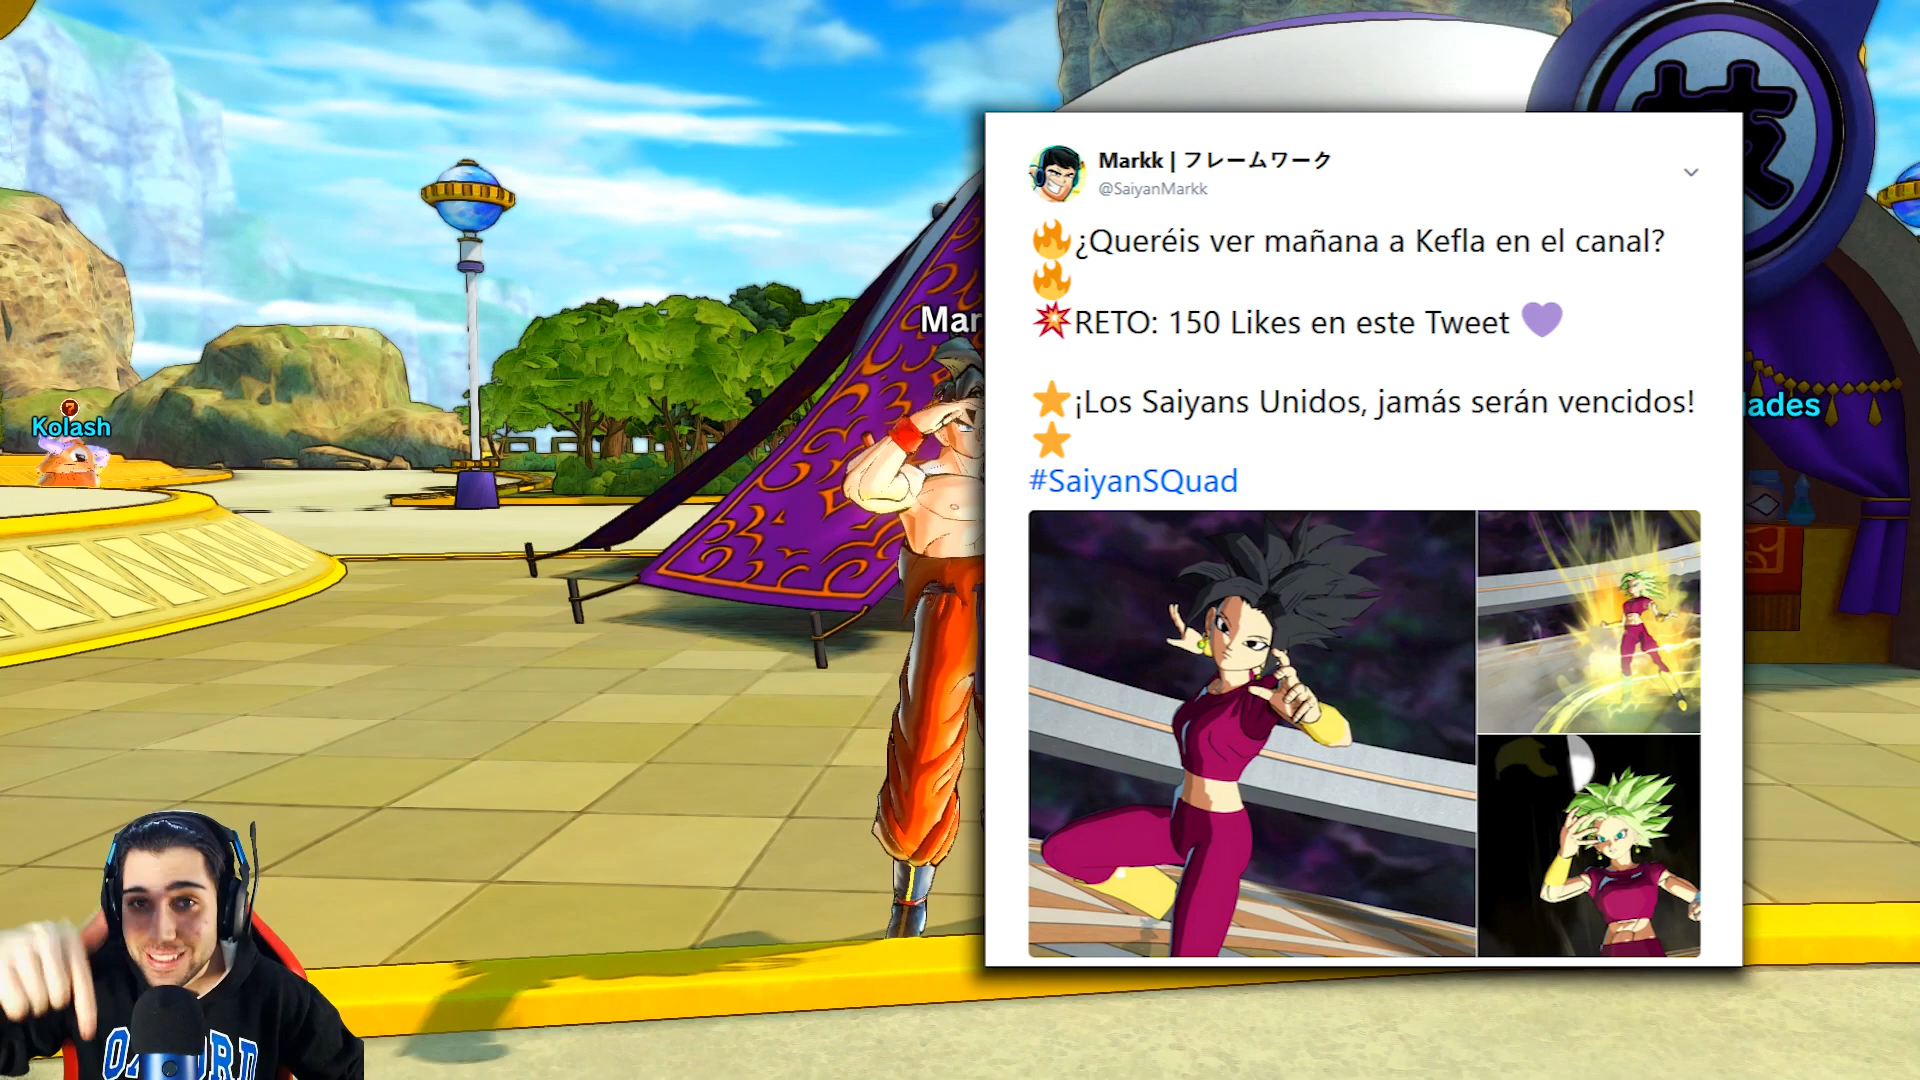 Markk | フレームワーク
@SaiyanMarkk
¿Queréis ver mañana a Kefla en el canal?
RETO: 150 Likes en este Tweet
¡Los Saiyans Unidos, jamás serán vencidos!
#SaiyanSQuad
Mar
lades
?
Kolash